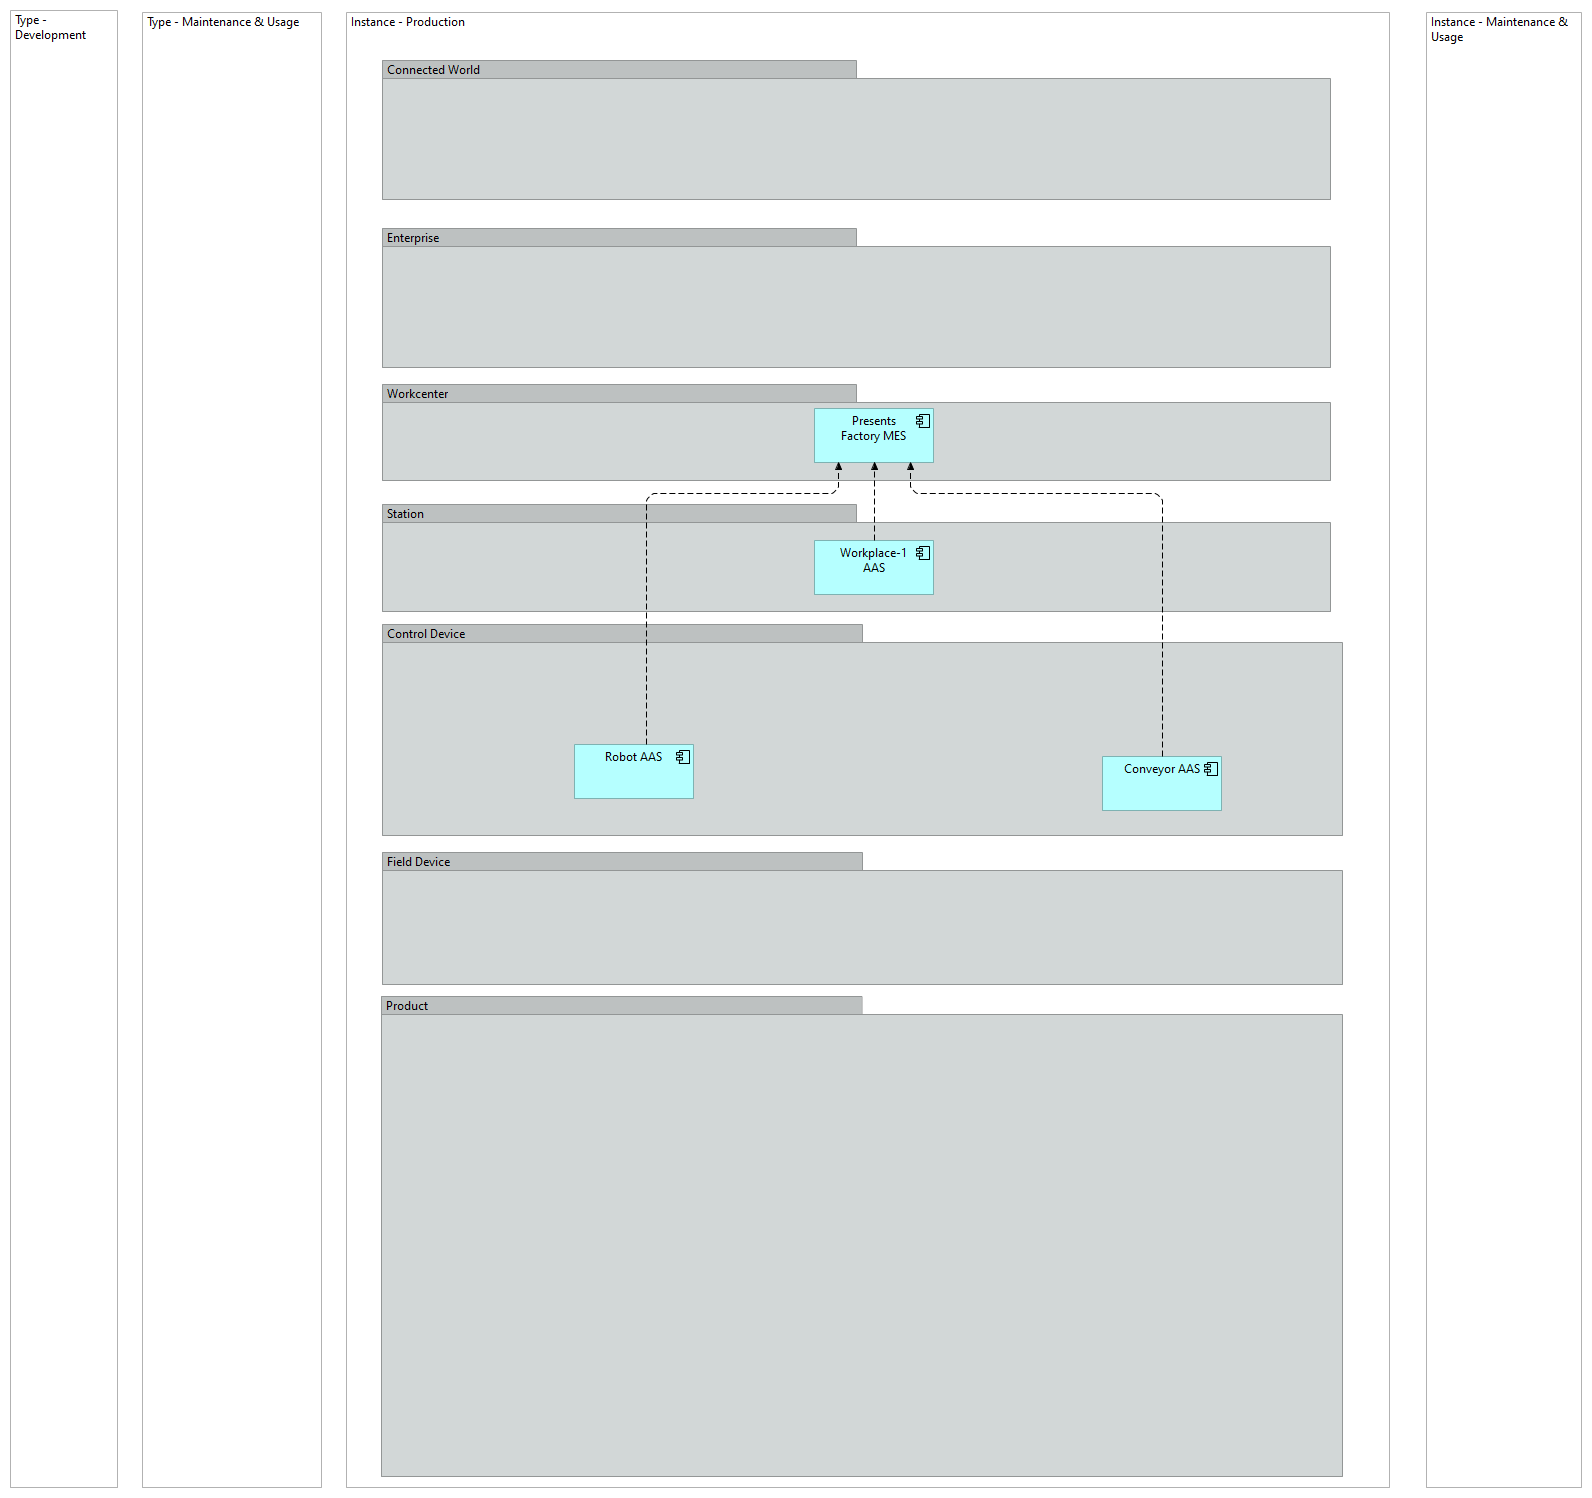 Type -
Development
Type - Maintenance & Usage
Instance - Production
Instance - Maintenance &
Usage
Connected World
Enterprise
Workcenter
Presents
Factory MES
Station
Workplace-1
AAS
Control Device
Robot AAS
Conveyor AAS
Field Device
Product